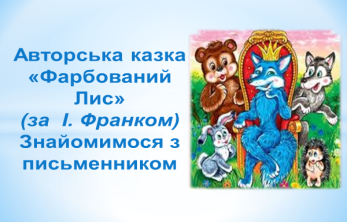 Авторська казка
«Фарбований
Лис»
(за І. Франком)
Знайомимося з
письменником